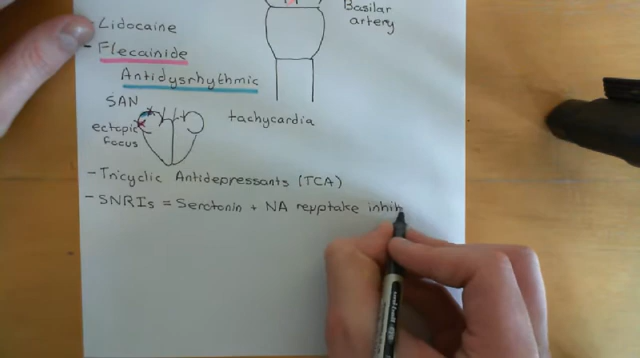 Basilar
artery
- Lidocaine
- Flecainide
Antidysrhythmic
SAN
ectopic
focus
tachycardia
- Tricyclic Antidepressants (TCA)
- SNRIs = Serotonin + NA reuptake inhib